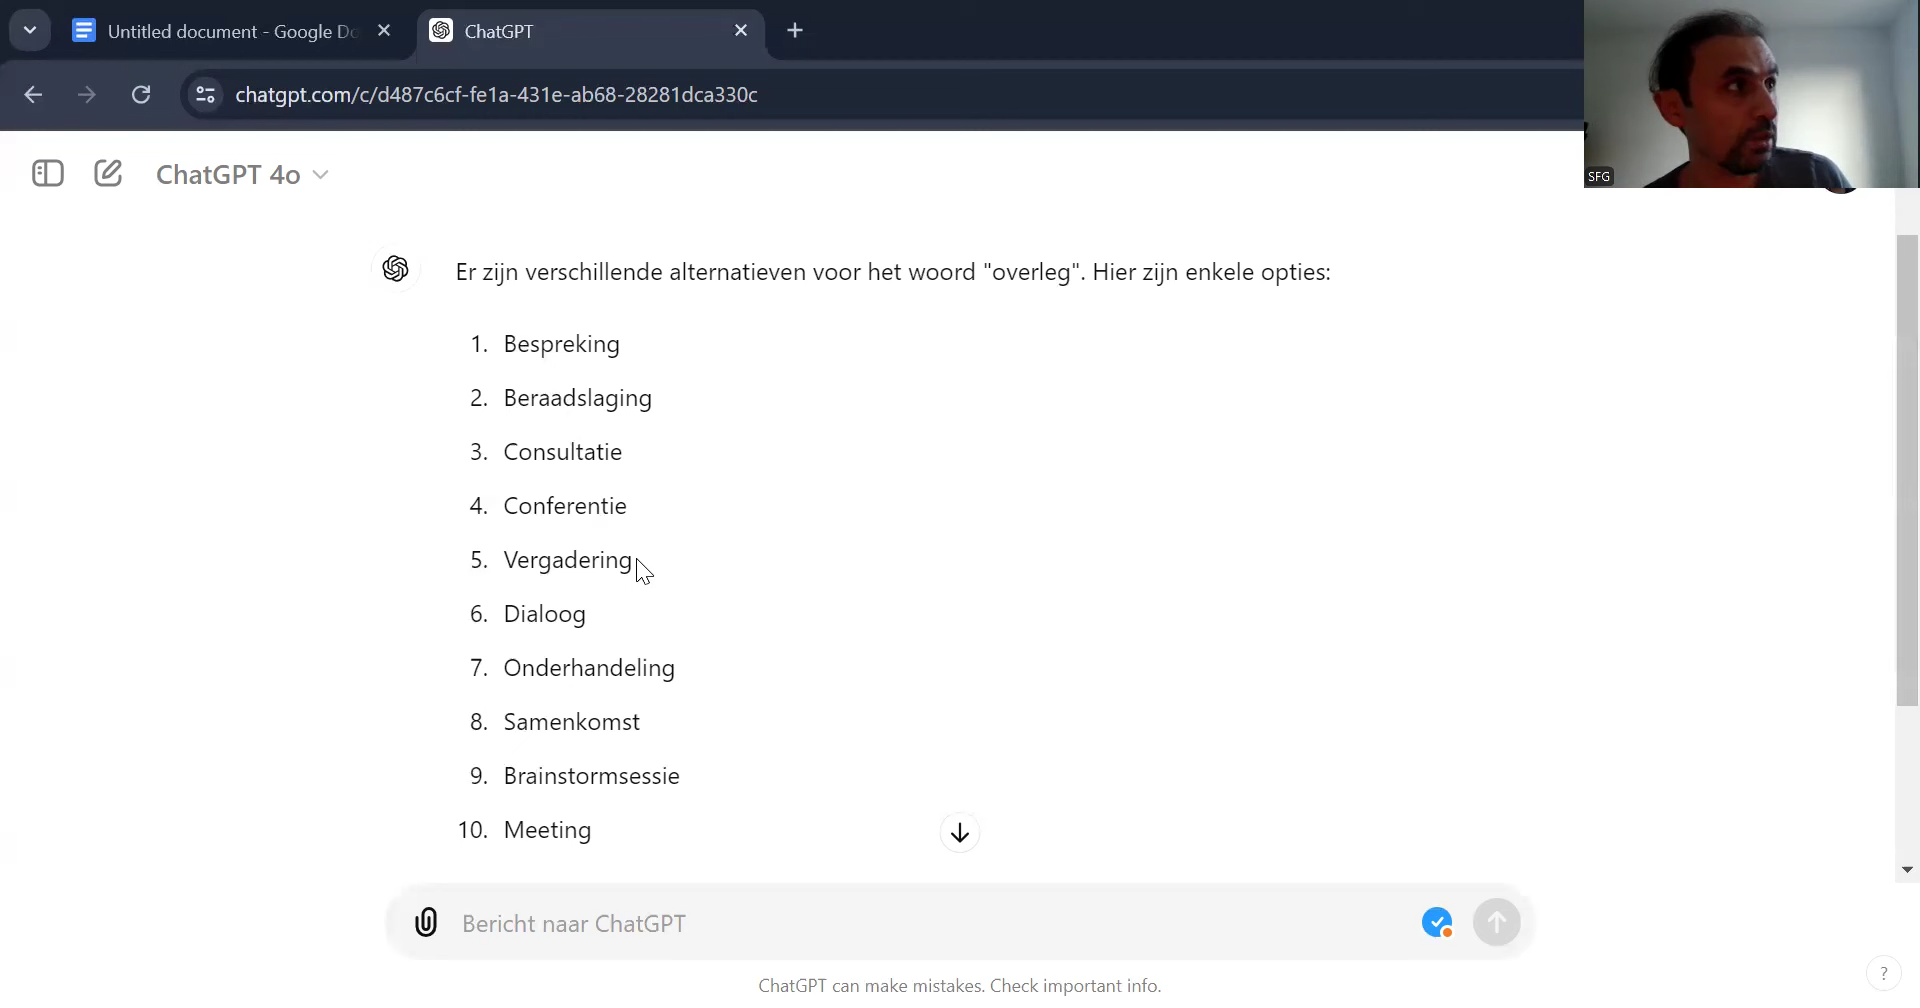 Untitled document - Google Do
ChatGPT
chatgpt.com/c/d487c6cf-fe1a-431e-ab68-28281dca330c
ChatGPT 4o
SFG
Er zijn verschillende alternatieven voor het woord "overleg". Hier zijn enkele opties:
1. Bespreking
2. Beraadslaging
3. Consultatie
4. Conferentie
5. Vergadering
6. Dialoog
7. Onderhandeling
8. Samenkomst
9. Brainstormsessie
10. Meeting
Bericht naar ChatGPT
ChatGPT can make mistakes. Check important info.
?